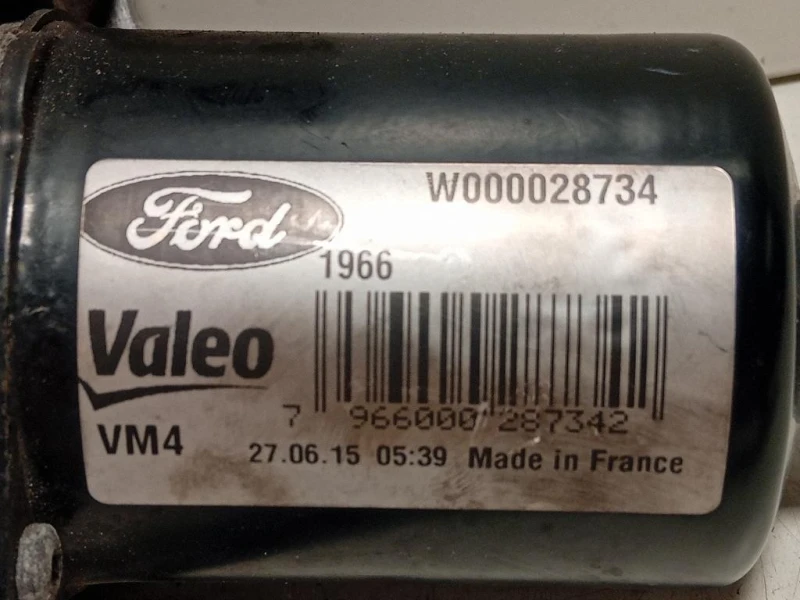 Ford
W000028734
1966
Valeo
7 966000 287342
VM4
27.06.15 05:39 Made in France